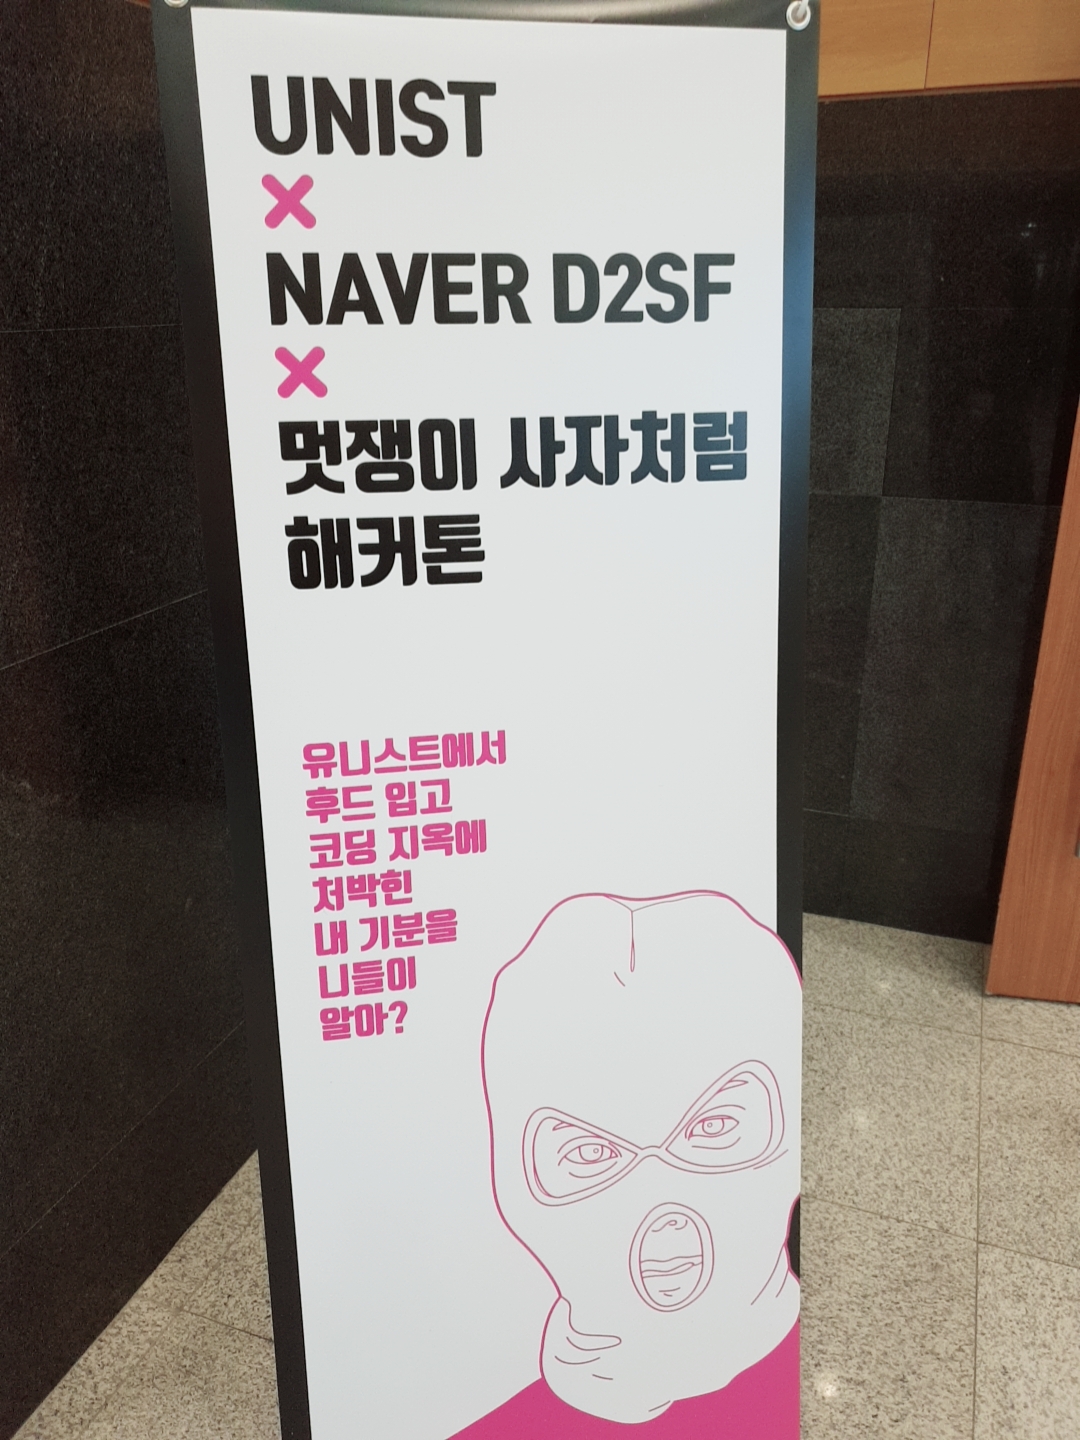 UNIST
×
NAVER D2SF
×
멋쟁이 사자처럼
해커톤
유니스트에서
후드 입고
코딩 지옥에
처박힌
내 기분을
니들이
알아?